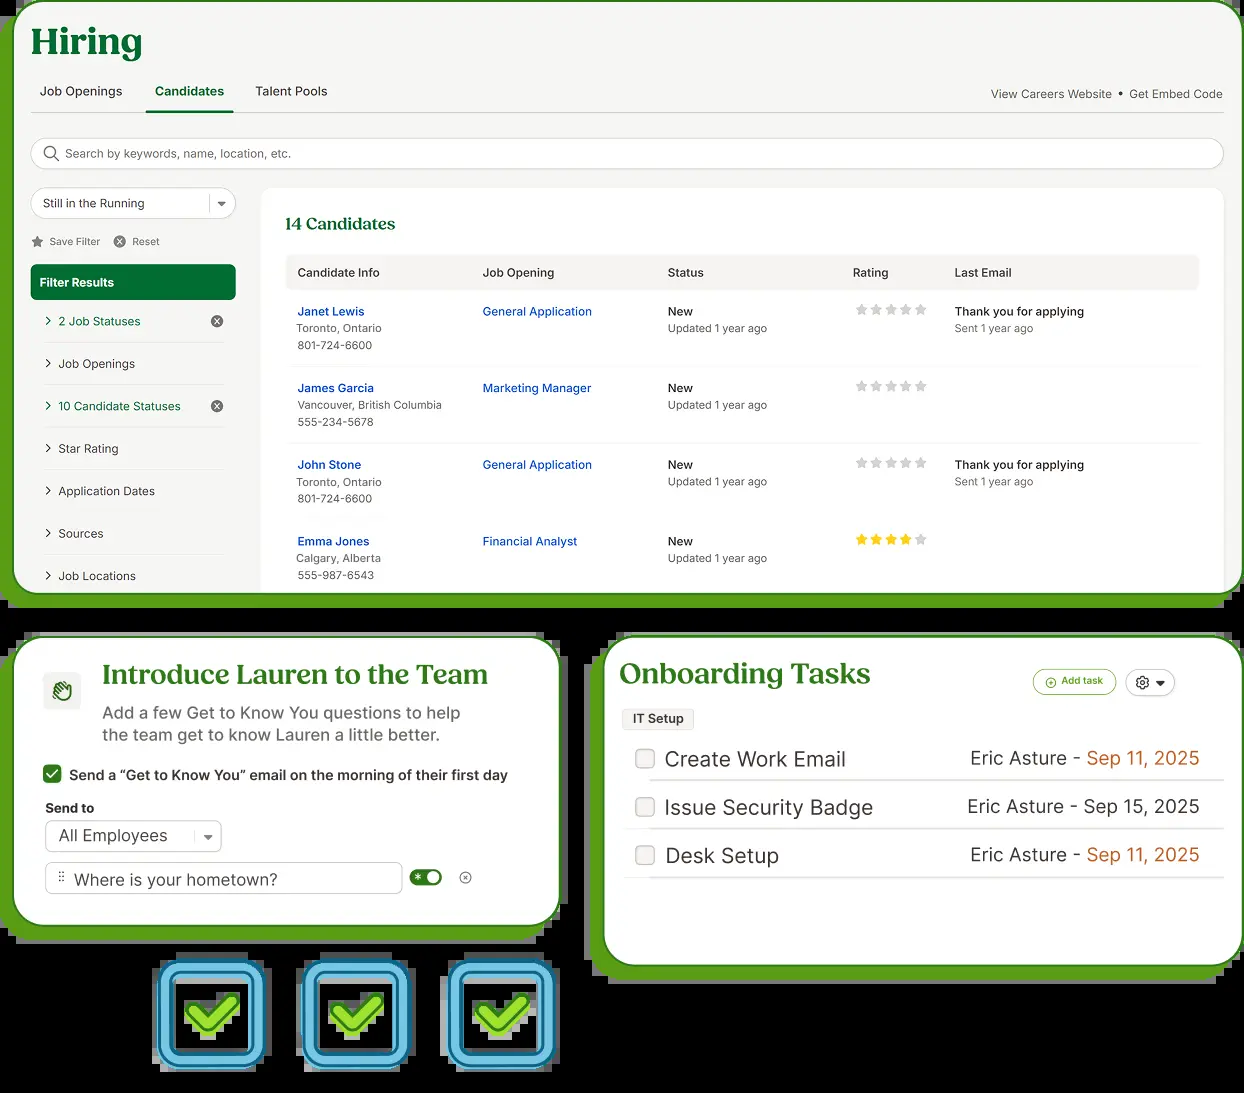 Hiring
Job Openings Candidates Talent Pools
View Careers Website • Get Embed Code
Search by keywords, name, location, etc.
Still in the Running
Save Filter Reset
Filter Results
2 Job Statuses
Job Openings
10 Candidate Statuses
Star Rating
Application Dates
Sources
Job Locations
14 Candidates
Candidate Info Job Opening Status Rating Last Email
Janet Lewis General Application New Thank you for applying
Toronto, Ontario Updated 1 year ago Sent 1 year ago
801-724-6600
James Garcia Marketing Manager New
Vancouver, British Columbia Updated 1 year ago
555-234-5678
John Stone General Application New Thank you for applying
Toronto, Ontario Updated 1 year ago Sent 1 year ago
801-724-6600
Emma Jones Financial Analyst New
Calgary, Alberta Updated 1 year ago
555-987-6543
Introduce Lauren to the Team
Add a few Get to Know You questions to help
the team get to know Lauren a little better.
Send a “Get to Know You” email on the morning of their first day
Send to
All Employees
Where is your hometown?
Onboarding Tasks
Add task
IT Setup
Create Work Email Eric Asture - Sep 11, 2025
Issue Security Badge Eric Asture - Sep 15, 2025
Desk Setup Eric Asture - Sep 11, 2025